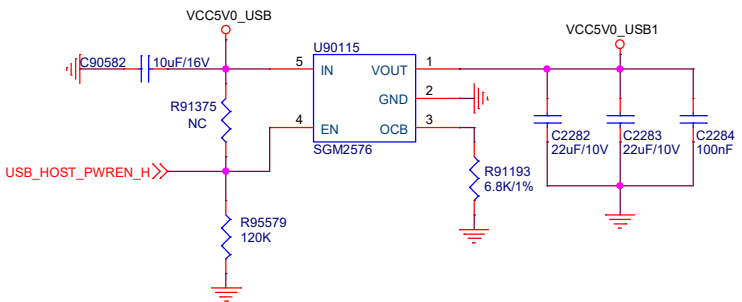 VCC5V0_USB
VCC5V0_USB1
C90582
10uF/16V
U90115
5
IN
VOUT
1
GND
2
R91375
NC
4
EN
OCB
3
SGM2576
C2282
22uF/10V
C2283
22uF/10V
C2284
100nF
USB_HOST_PWREN_H
R91193
6.8K/1%
R95579
120K